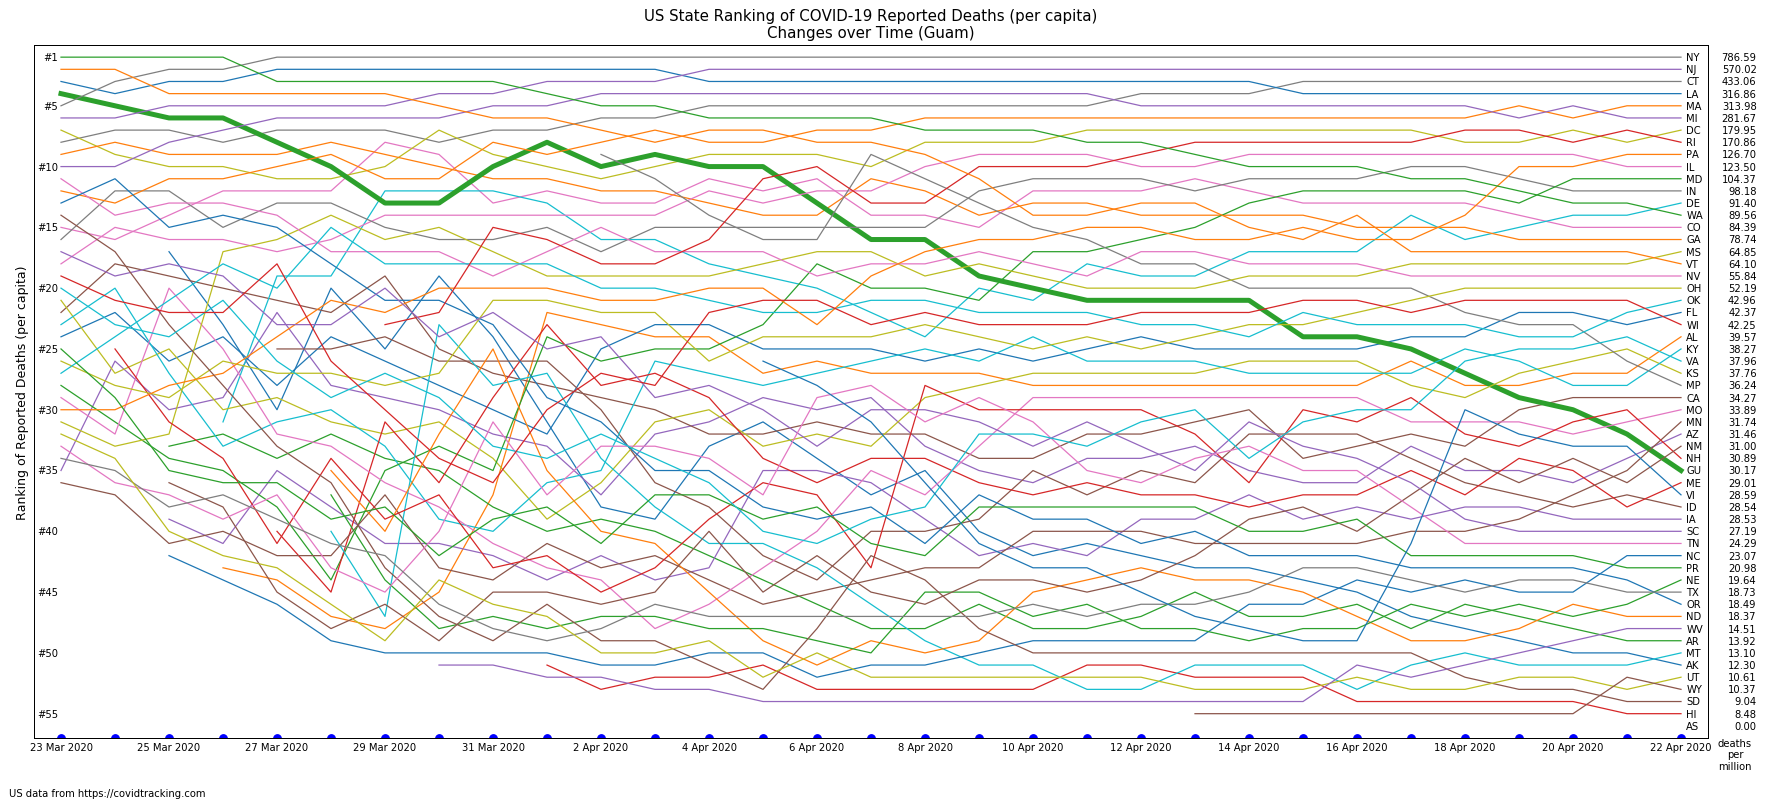 US State Ranking of COVID-19 Reported Deaths (per capita)
Changes over Time (Guam)
Ranking of Reported Deaths (per capita)
#1
#5
#10
#15
#20
#25
#30
#35
#40
#45
#50
#55
NY 786.59
NJ 570.02
CT 433.06
LA 316.86
MA 313.98
MI 281.67
DC 179.95
RI 170.86
PA 126.70
IL 123.50
MD 104.37
IN 98.18
DE 91.40
WA 89.56
CO 84.39
GA 78.74
MS 64.85
VT 64.10
NV 55.84
OH 52.19
OK 42.96
FL 42.37
WI 42.25
AL 39.57
KY 38.27
VA 37.96
KS 37.76
MP 36.24
CA 34.27
MO 33.89
MN 31.74
AZ 31.46
NM 31.00
NH 30.89
GU 30.17
ME 29.01
VI 28.59
ID 28.54
IA 28.53
SC 27.19
TN 24.29
NC 23.07
PR 20.98
NE 19.64
TX 18.73
OR 18.49
ND 18.37
WV 14.51
AR 13.92
MT 13.10
AK 12.30
UT 10.61
WY 10.37
SD 9.04
HI 8.48
AS 0.00
23 Mar 2020 25 Mar 2020 27 Mar 2020 29 Mar 2020 31 Mar 2020 2 Apr 2020 4 Apr 2020 6 Apr 2020 8 Apr 2020 10 Apr 2020 12 Apr 2020 14 Apr 2020 16 Apr 2020 18 Apr 2020 20 Apr 2020 22 Apr 2020
deaths
per
million
US data from https://covidtracking.com